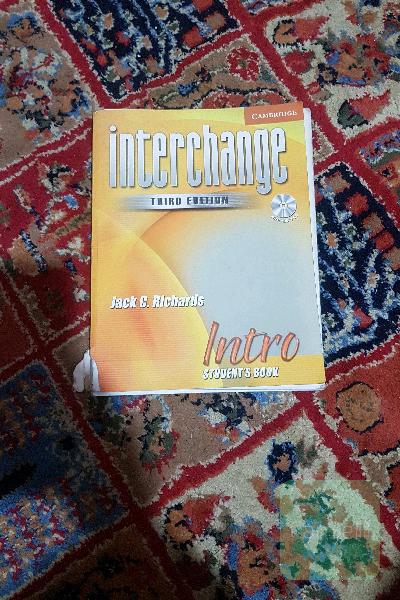 CAMBRIDGE
interchange
THIRD EDITION
Jack C. Richards
Intro
STUDENT'S BOOK